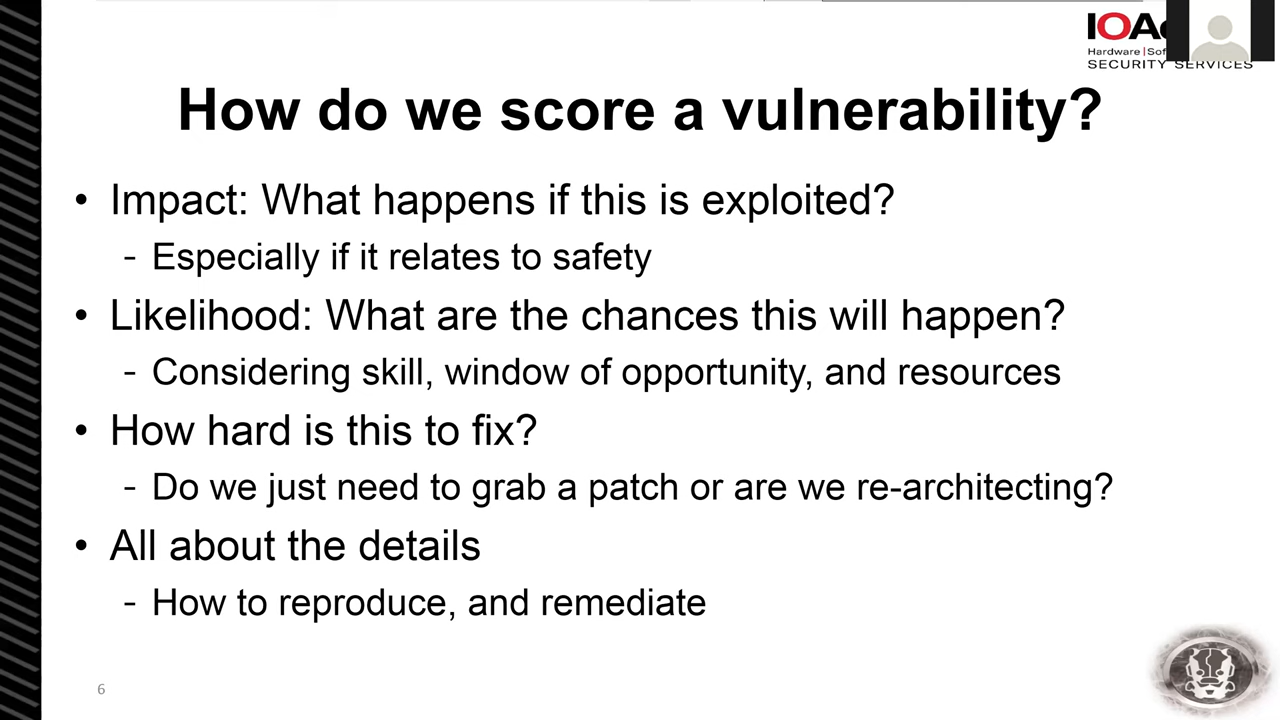 IOA
Hardware | Sof
SECURITY SERVICES
How do we score a vulnerability?
• Impact: What happens if this is exploited?
- Especially if it relates to safety
• Likelihood: What are the chances this will happen?
- Considering skill, window of opportunity, and resources
• How hard is this to fix?
- Do we just need to grab a patch or are we re-architecting?
• All about the details
- How to reproduce, and remediate
6